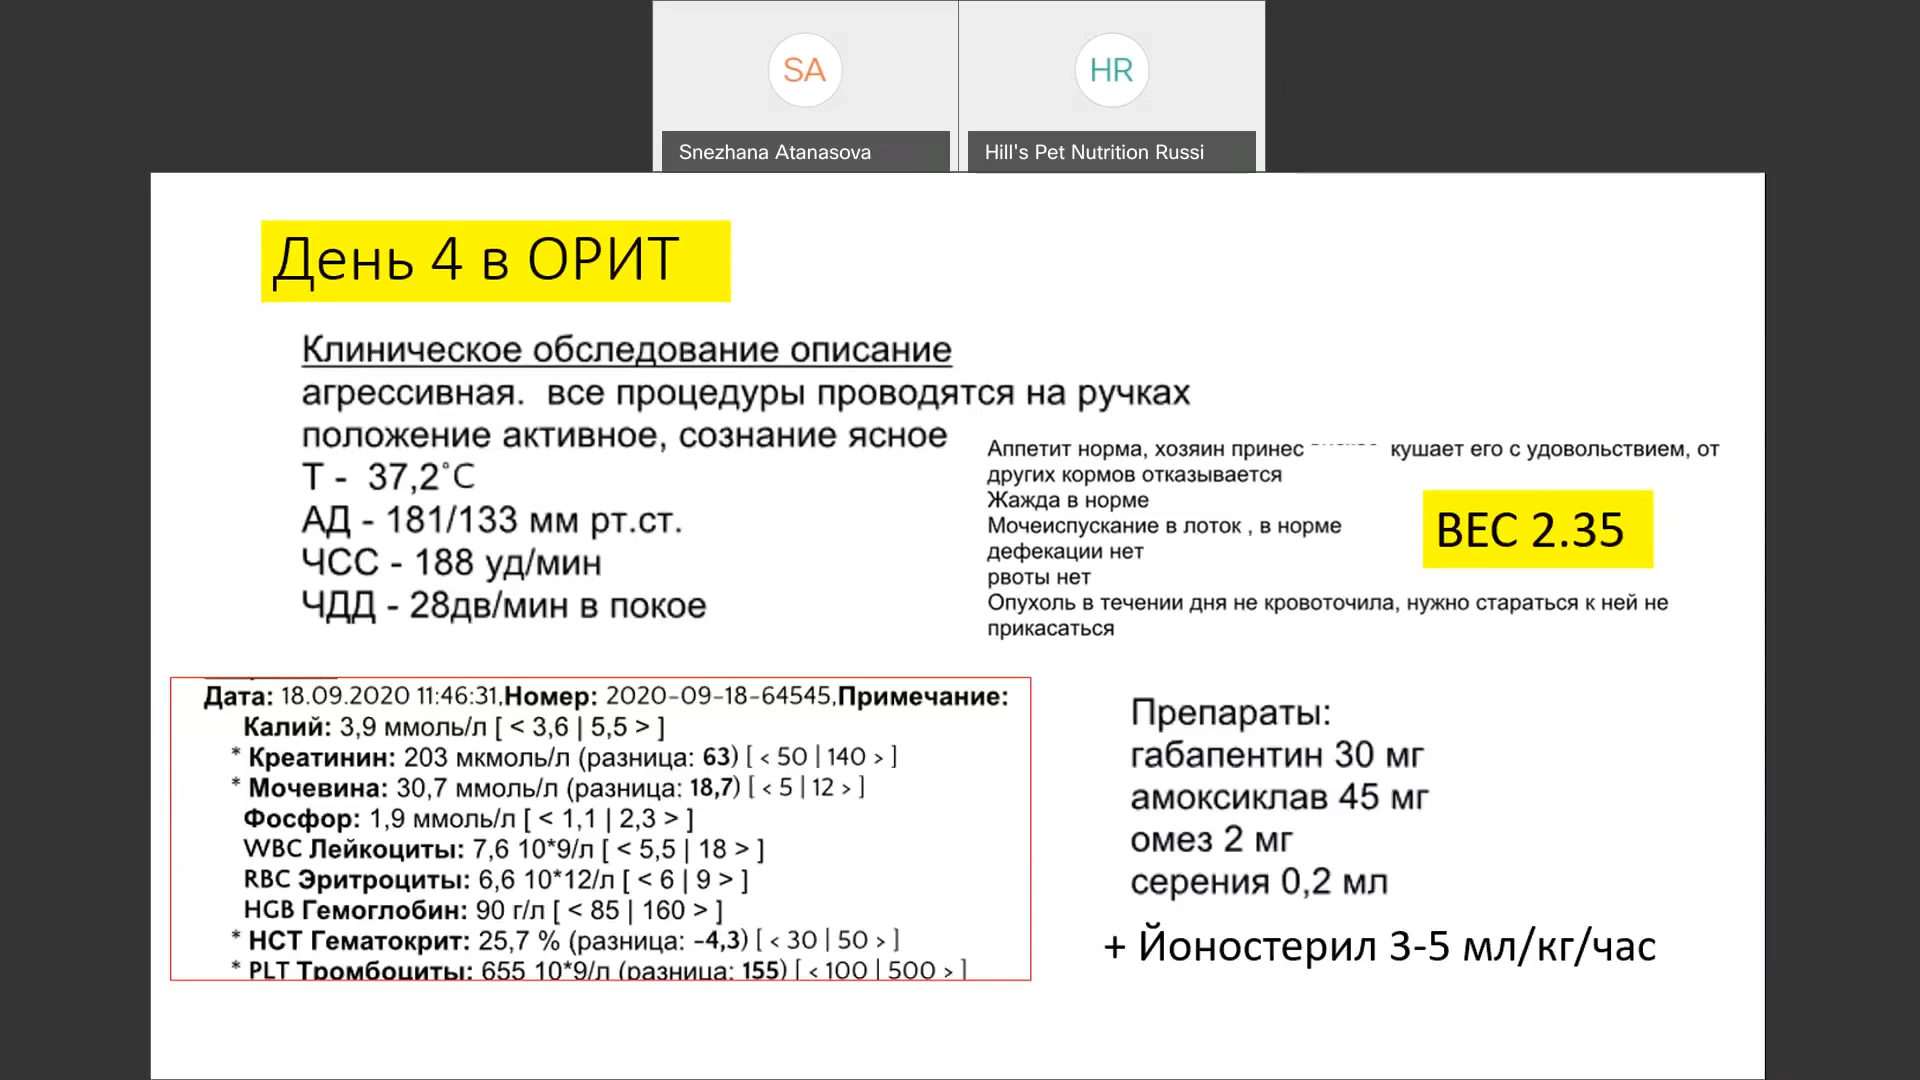 SA
HR
Snezhana Atanasova
Hill's Pet Nutrition Russi
День 4 в ОРИТ
Клиническое обследование описание
агрессивная. все процедуры проводятся на ручках
положение активное, сознание ясное
Т - 37,2°C
АД - 181/133 мм рт.ст.
ЧСС - 188 уд/мин
ЧДД - 28дв/мин в покое
Аппетит норма, хозяин принес кушает его с удовольствием, от
других кормов отказывается
Жажда в норме
Мочеиспускание в лоток , в норме
дефекации нет
рвоты нет
Опухоль в течении дня не кровоточила, нужно стараться к ней не
прикасаться
ВЕС 2.35
Дата: 18.09.2020 11:46:31,Номер: 2020-09-18-64545,Примечание:
Калий: 3,9 ммоль/л [ < 3,6 | 5,5 > ]
* Креатинин: 203 мкмоль/л (разница: 63) [ < 50 | 140 > ]
* Мочевина: 30,7 ммоль/л (разница: 18,7) [ < 5 | 12 > ]
Фосфор: 1,9 ммоль/л [ < 1,1 | 2,3 > ]
WBC Лейкоциты: 7,6 10*9/л [ < 5,5 | 18 > ]
RBC Эритроциты: 6,6 10*12/л [ < 6 | 9 > ]
HGB Гемоглобин: 90 г/л [ < 85 | 160 > ]
* HCT Гематокрит: 25,7 % (разница: -4,3) [ < 30 | 50 > ]
* PLT Тромбоциты: 655 10*9/л (разница: 155) [ < 100 | 500 > ]
Препараты:
габапентин 30 мг
амоксиклав 45 мг
омез 2 мг
серения 0,2 мл
+ Йоностерил 3-5 мл/кг/час